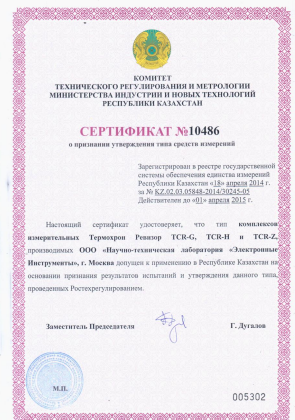 КОМИТЕТ
ТЕХНИЧЕСКОГО РЕГУЛИРОВАНИЯ И МЕТРОЛОГИИ
МИНИСТЕРСТВА ИНДУСТРИИ И НОВЫХ ТЕХНОЛОГИЙ
РЕСПУБЛИКИ КАЗАХСТАН
СЕРТИФИКАТ №10486
о признании утверждения типа средств измерений
Зарегистрирован в реестре государственной
системы обеспечения единства измерений
Республики Казахстан «18» апреля 2014 г.
за № KZ.02.03.05848-2014/30245-05
Действителен до «01» апреля 2015 г.
Настоящий сертификат удостоверяет, что тип комплексов
измерительных Термохрон Ревизор TCR-G, TCR-H и TCR-Z,
производимых ООО «Научно-техническая лаборатория «Электронные
Инструменты», г. Москва допущен к применению в Республике Казахстан на
основании признания результатов испытаний и утверждения данного типа,
проведенных Ростехрегулированием.
Заместитель Председателя Г. Дугалов
М.П.
005302